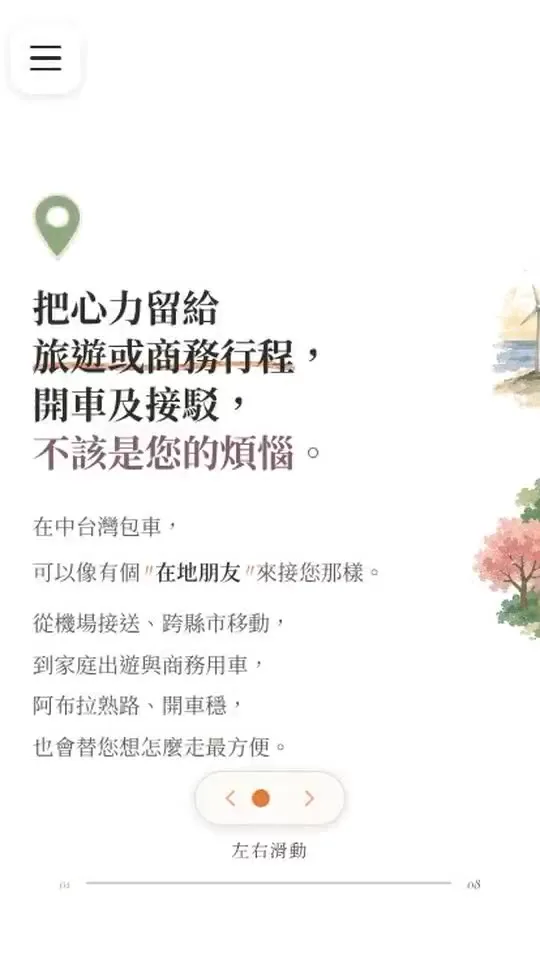 把心力留給
旅遊或商務行程，
開車及接駁，
不該是您的煩惱。
在中台灣包車，
可以像有個"在地朋友"來接您那樣。
從機場接送、跨縣市移動，
到家庭出遊與商務用車，
阿布拉熟路、開車穩，
也會替您想怎麼走最方便。
左右滑動
01
08